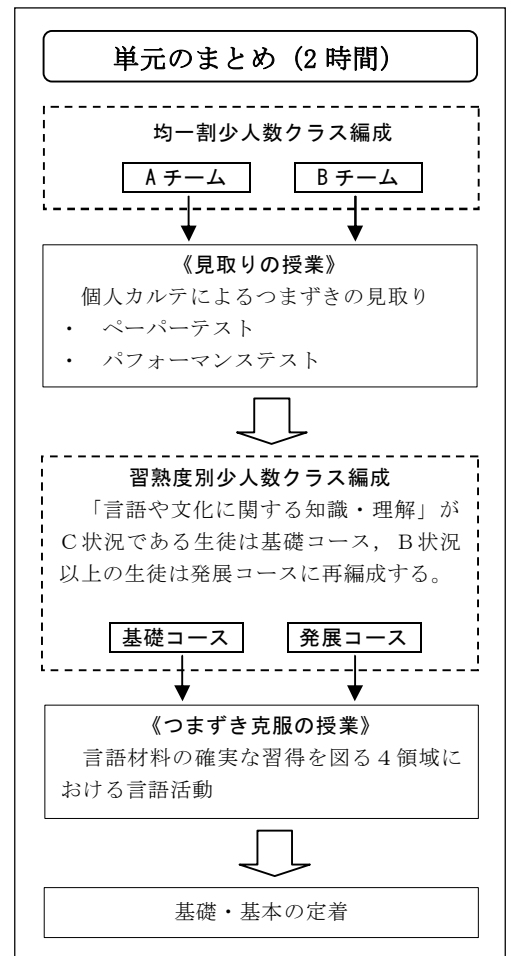 単元のまとめ（2 時間）
均一割少人数クラス編成
A チーム
B チーム
《見取りの授業》
個人カルテによるつまずきの見取り
・　ペーパーテスト
・　パフォーマンステスト
習熟度別少人数クラス編成
「言語や文化に関する知識・理解」が
Ｃ状況である生徒は基礎コース，Ｂ状況
以上の生徒は発展コースに再編成する。
基礎コース
発展コース
《つまずき克服の授業》
言語材料の確実な習得を図る４領域に
おける言語活動
基礎・基本の定着